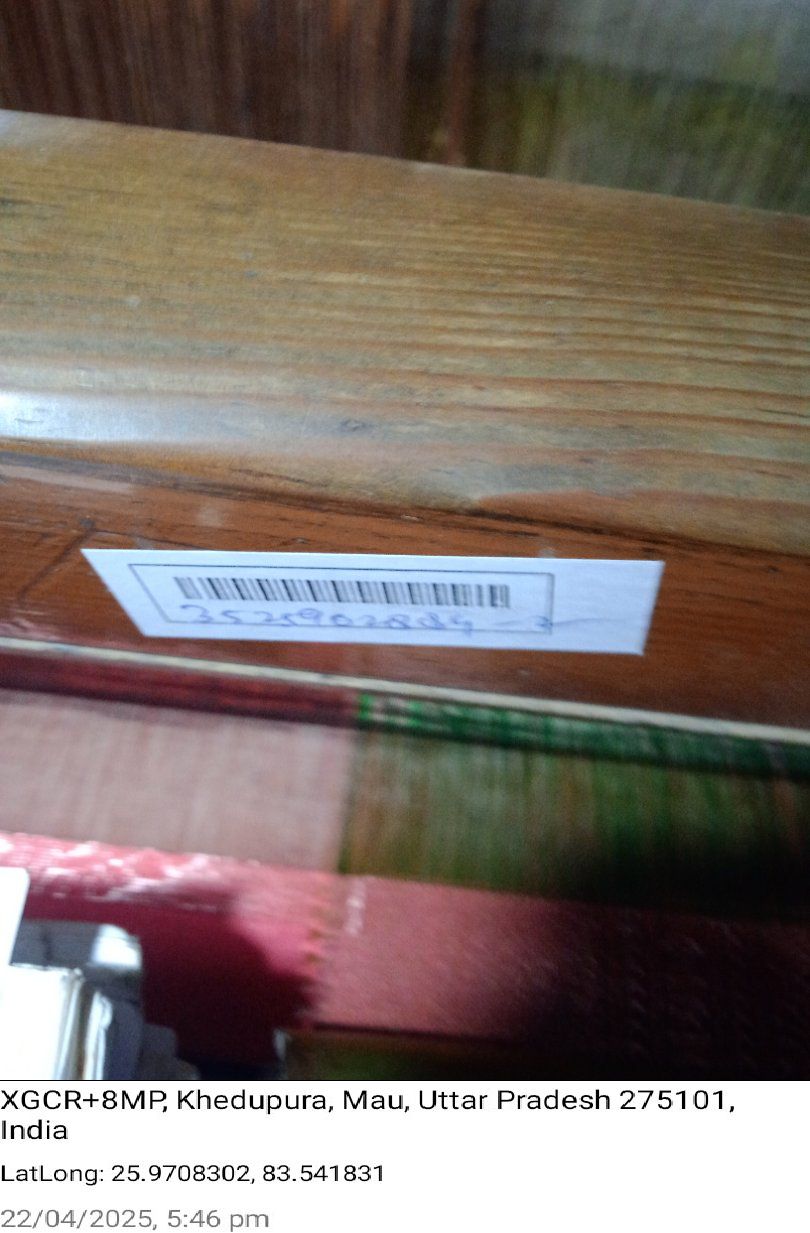 XGCR+8MP, Khedupura, Mau, Uttar Pradesh 275101,
India
LatLong: 25.9708302, 83.541831
22/04/2025, 5:46 pm